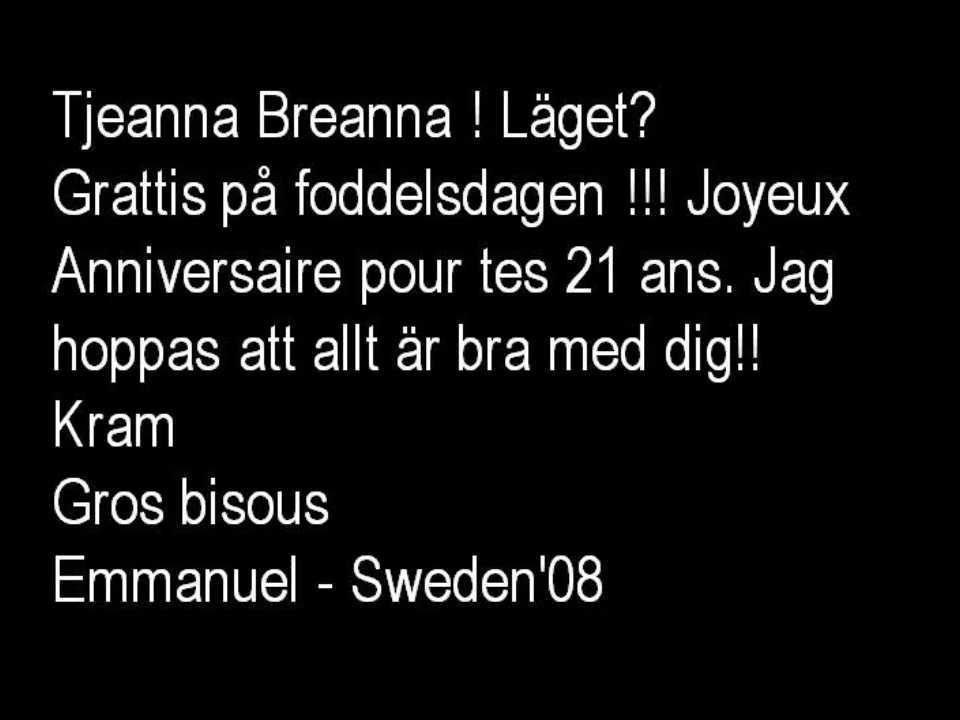 Tjeanna Breanna ! Läget?
Grattis på foddelsdagen !!! Joyeux
Anniversaire pour tes 21 ans. Jag
hoppas att allt är bra med dig!!
Kram
Gros bisous
Emmanuel - Sweden'08